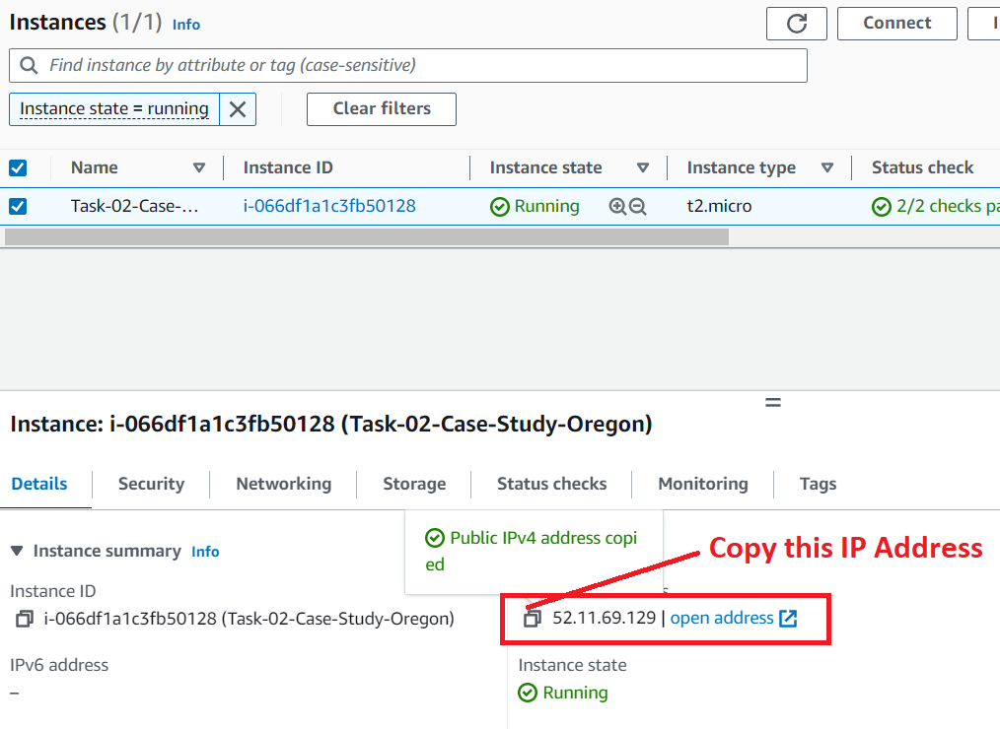 Instances (1/1) Info
Connect
Find instance by attribute or tag (case-sensitive)
Instance state = running
Clear filters
Name Instance ID Instance state Instance type Status check
Task-02-Case-... i-066df1a1c3fb50128 Running t2.micro 2/2 checks pa
Instance: i-066df1a1c3fb50128 (Task-02-Case-Study-Oregon)
Details Security Networking Storage Status checks Monitoring Tags
Public IPv4 address copi
ed
Copy this IP Address
Instance summary Info
Instance ID
i-066df1a1c3fb50128 (Task-02-Case-Study-Oregon)
52.11.69.129 | open address
IPv6 address
–
Instance state
Running